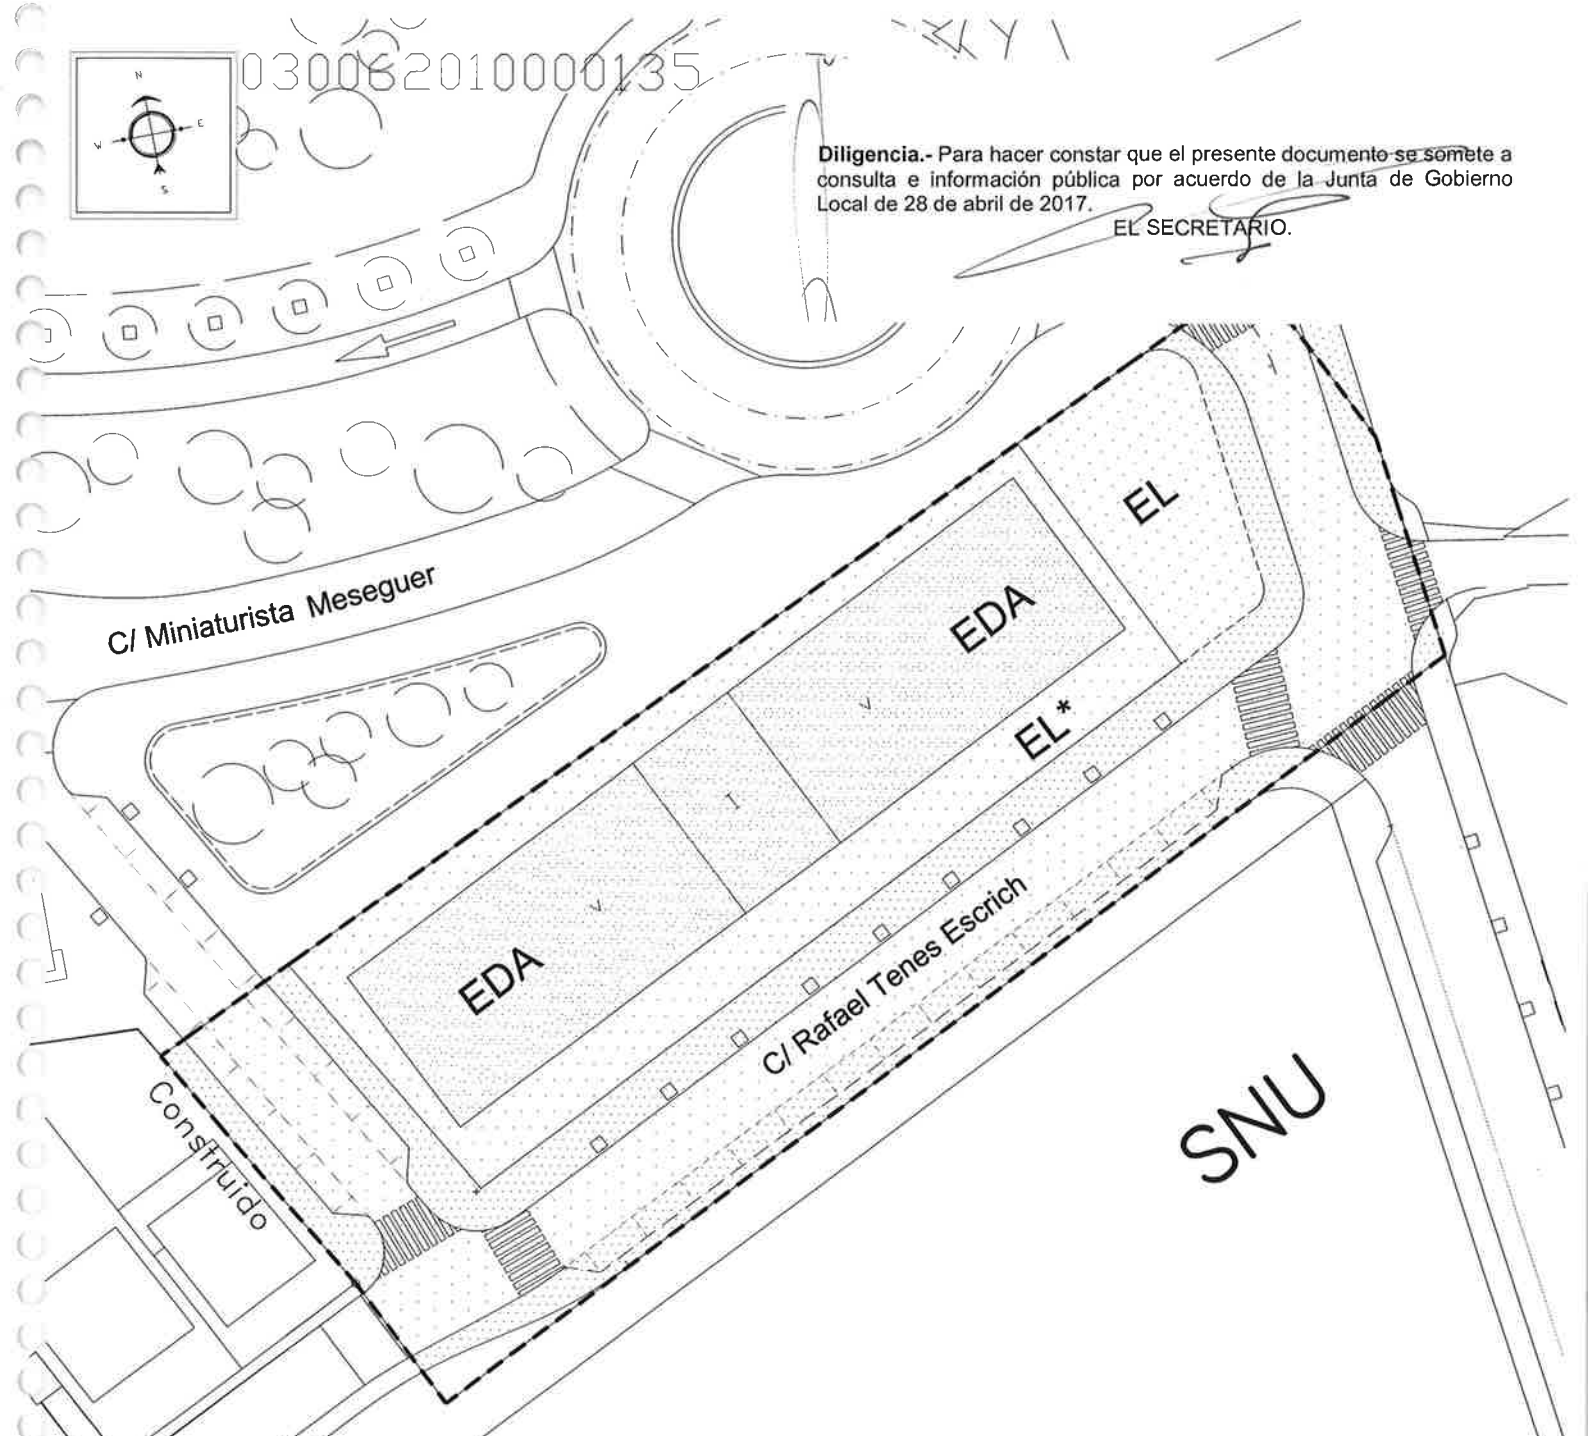 030062010000135
N
W E
S
Diligencia.- Para hacer constar que el presente documento se somete a
consulta e información pública por acuerdo de la Junta de Gobierno
Local de 28 de abril de 2017.
EL SECRETARIO.
EL
C/ Miniaturista Meseguer
EDA
V
EL*
I
V
EDA
C/ Rafael Tenes Escrich
Construido
SNU